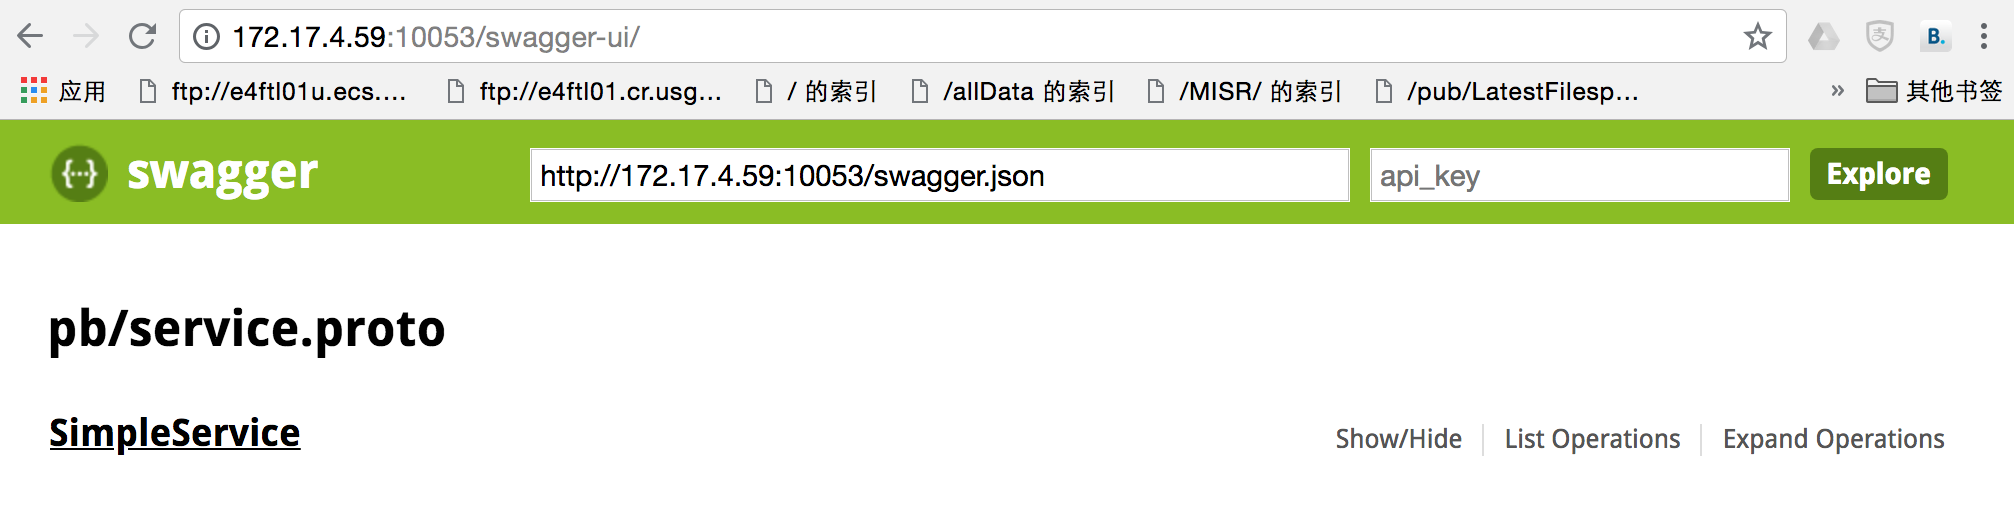 172.17.4.59:10053/swagger-ui/
应用 ftp://e4ftl01u.ecs.... ftp://e4ftl01.cr.usg... / 的索引 /allData 的索引 /MISR/ 的索引 /pub/LatestFilesp... » 其他书签
{···} swagger http://172.17.4.59:10053/swagger.json api_key Explore
pb/service.proto
SimpleService Show/Hide List Operations Expand Operations